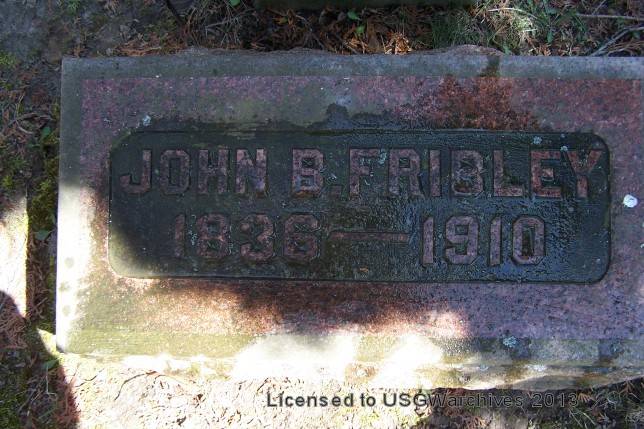 JOHN B. FRIBLEY
1836 — 1910
Licensed to USGWarchives 2013